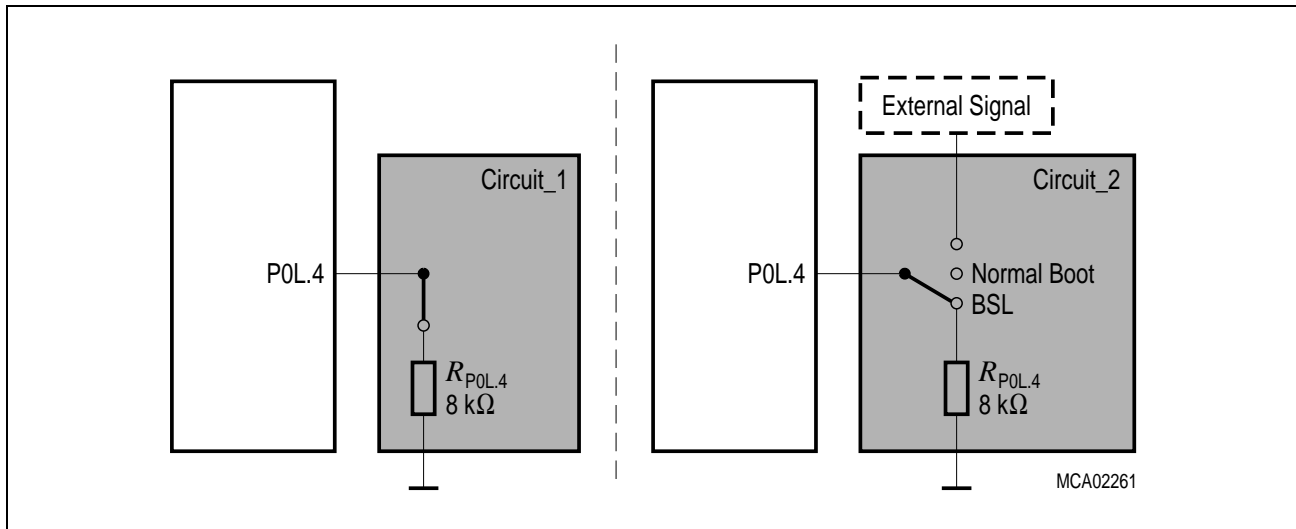 Circuit_1
P0L.4
R P0L.4
8 kΩ
External Signal
Circuit_2
P0L.4
Normal Boot
BSL
R P0L.4
8 kΩ
MCA02261